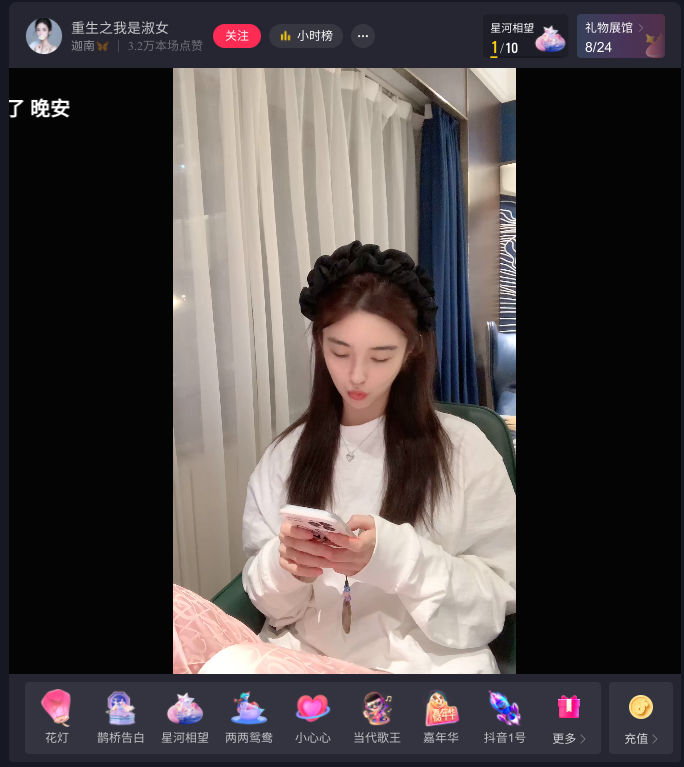 重生之我是淑女
迦南
3.2万本场点赞
关注
小时榜
星河相望
1/10
礼物展馆
8/24
了 晚安
花灯
鹊桥告白
星河相望
两两鸳鸯
小心心
当代歌王
嘉年华
嘉年华
抖音1号
更多
充值